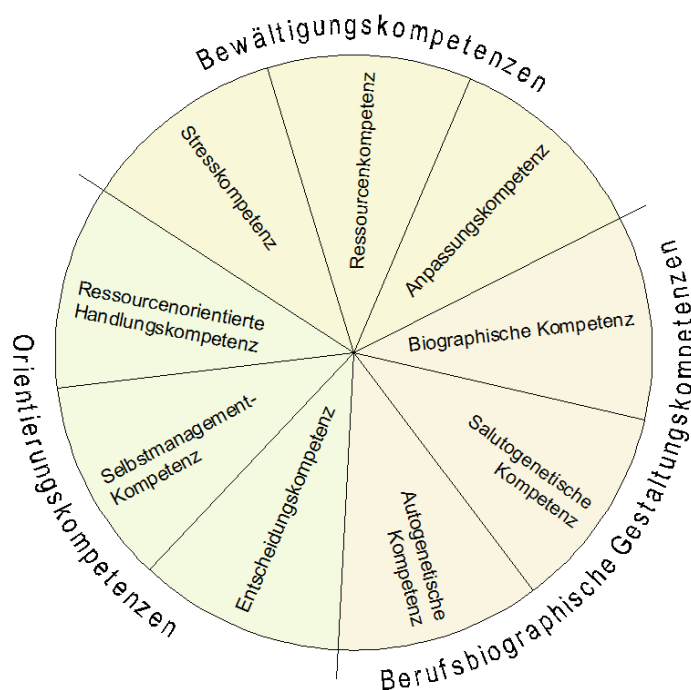 Bewältigungskompetenzen
Stresskompetenz
Ressourcenkompetenz
Anpassungskompetenz
Berufsbiographische Gestaltungskompetenzen
Biographische Kompetenz
Salutogenetische
Kompetenz
Autogenetische
Kompetenz
Orientierungskompetenzen
Entscheidungskompetenz
Selbstmanagement-
Kompetenz
Ressourcenorientierte
Handlungskompetenz